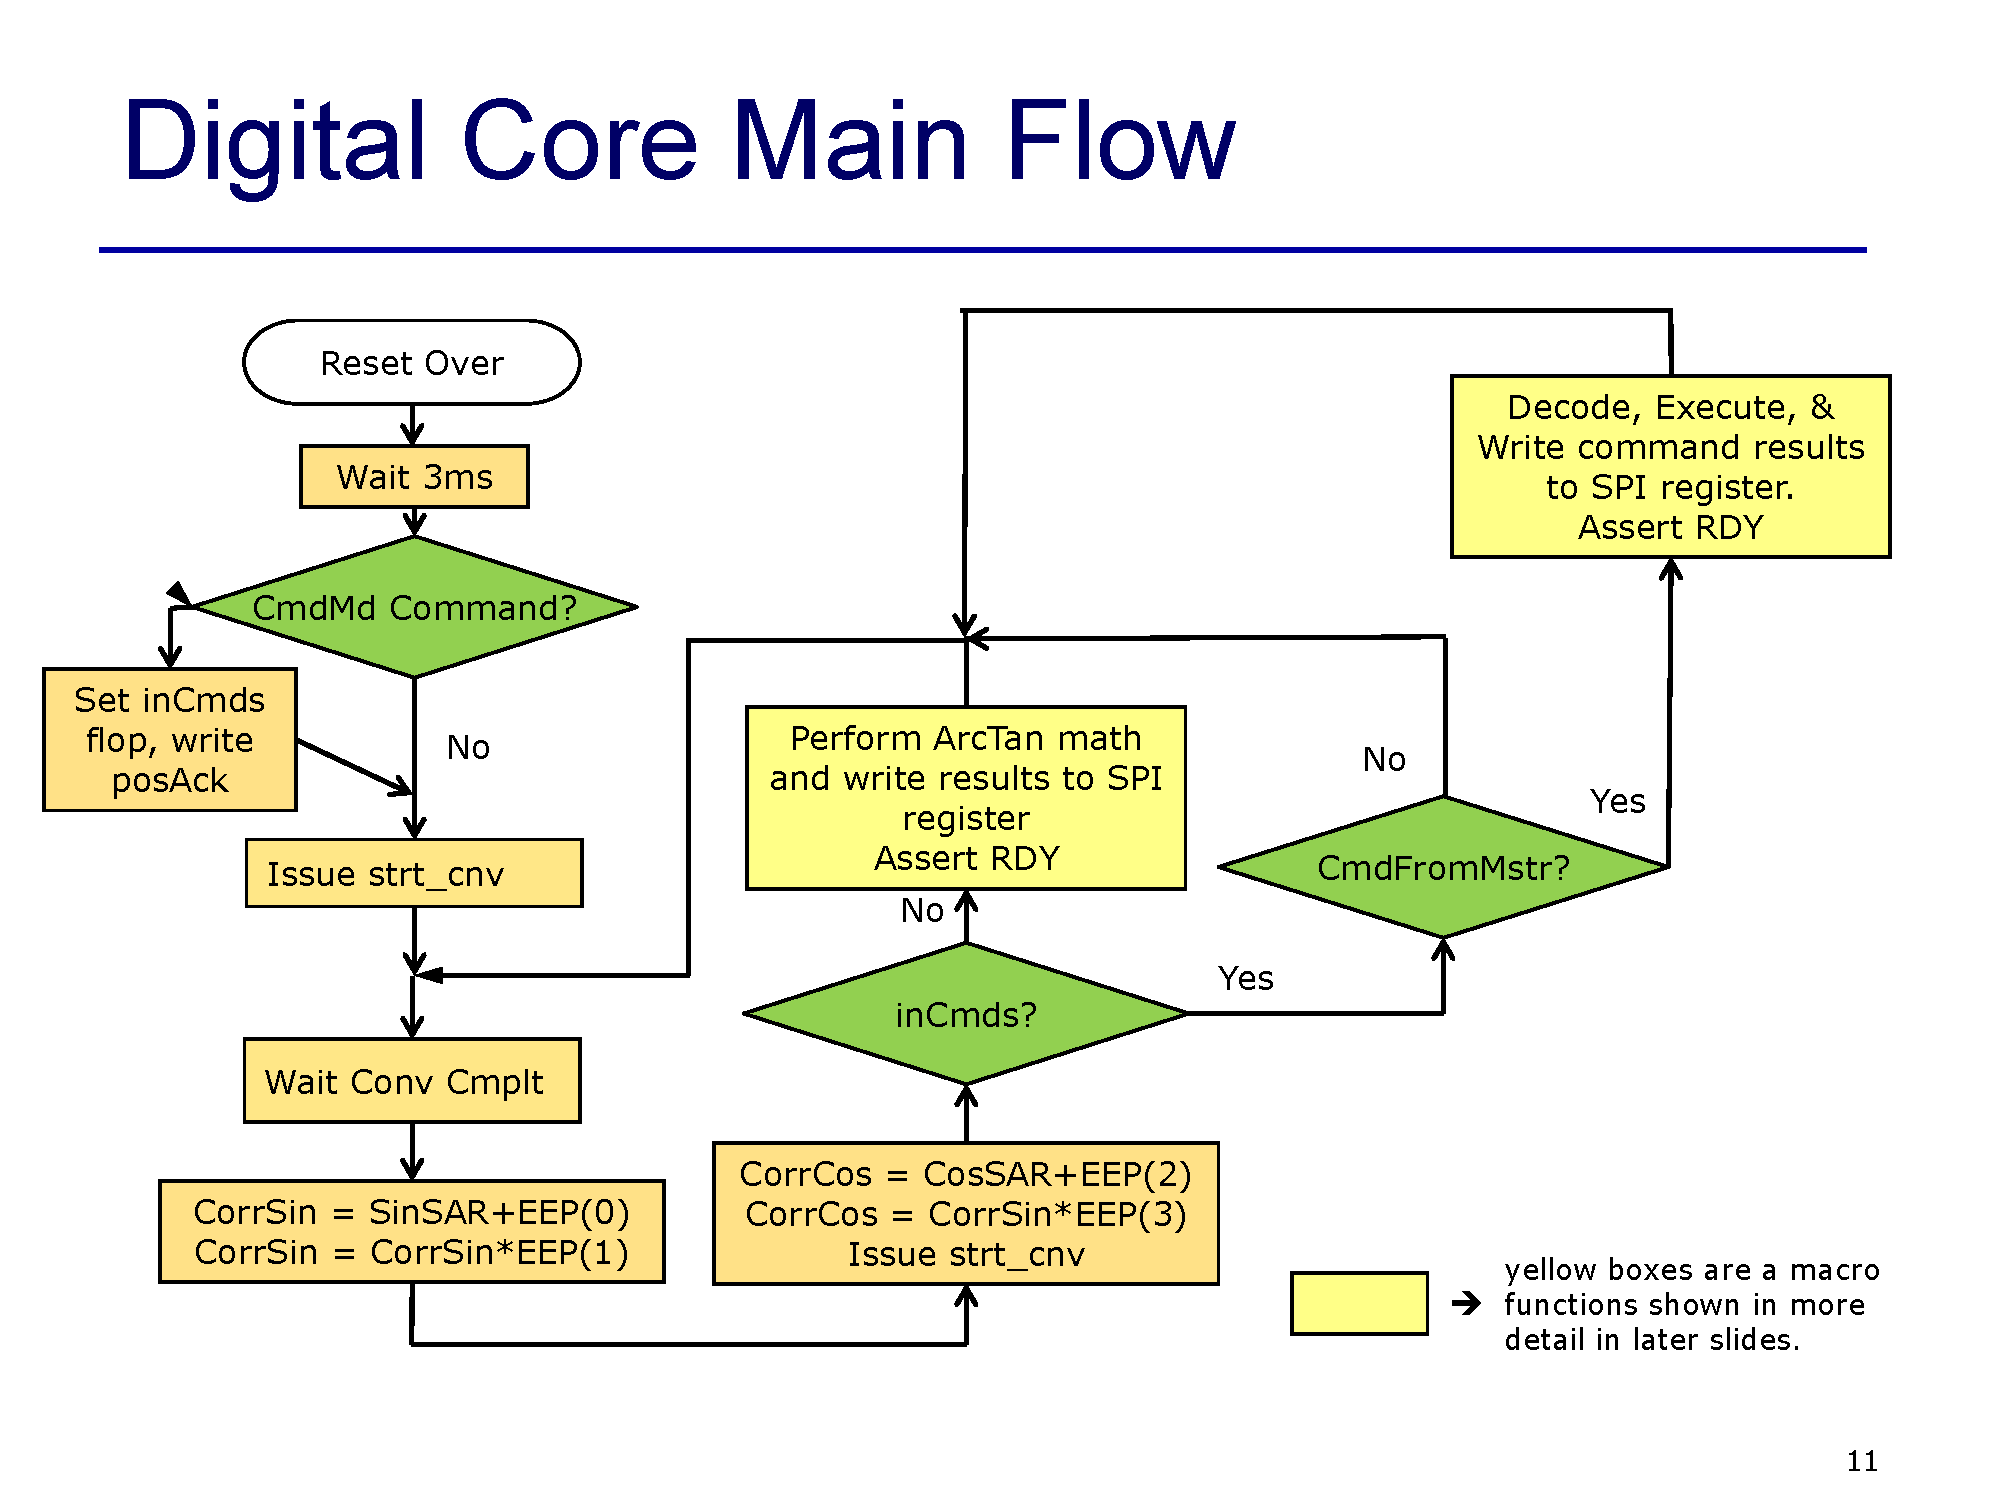 Digital Core Main Flow
Reset Over
Wait 3ms
CmdMd Command?
Set inCmds
flop, write
posAck
No
Issue strt_cnv
Wait Conv Cmplt
CorrSin = SinSAR+EEP(0)
CorrSin = CorrSin*EEP(1)
CorrCos = CosSAR+EEP(2)
CorrCos = CorrSin*EEP(3)
Issue strt_cnv
inCmds?
No
Yes
Perform ArcTan math
and write results to SPI
register
Assert RDY
CmdFromMstr?
No
Yes
Decode, Execute, &
Write command results
to SPI register.
Assert RDY
yellow boxes are a macro
functions shown in more
detail in later slides.
11